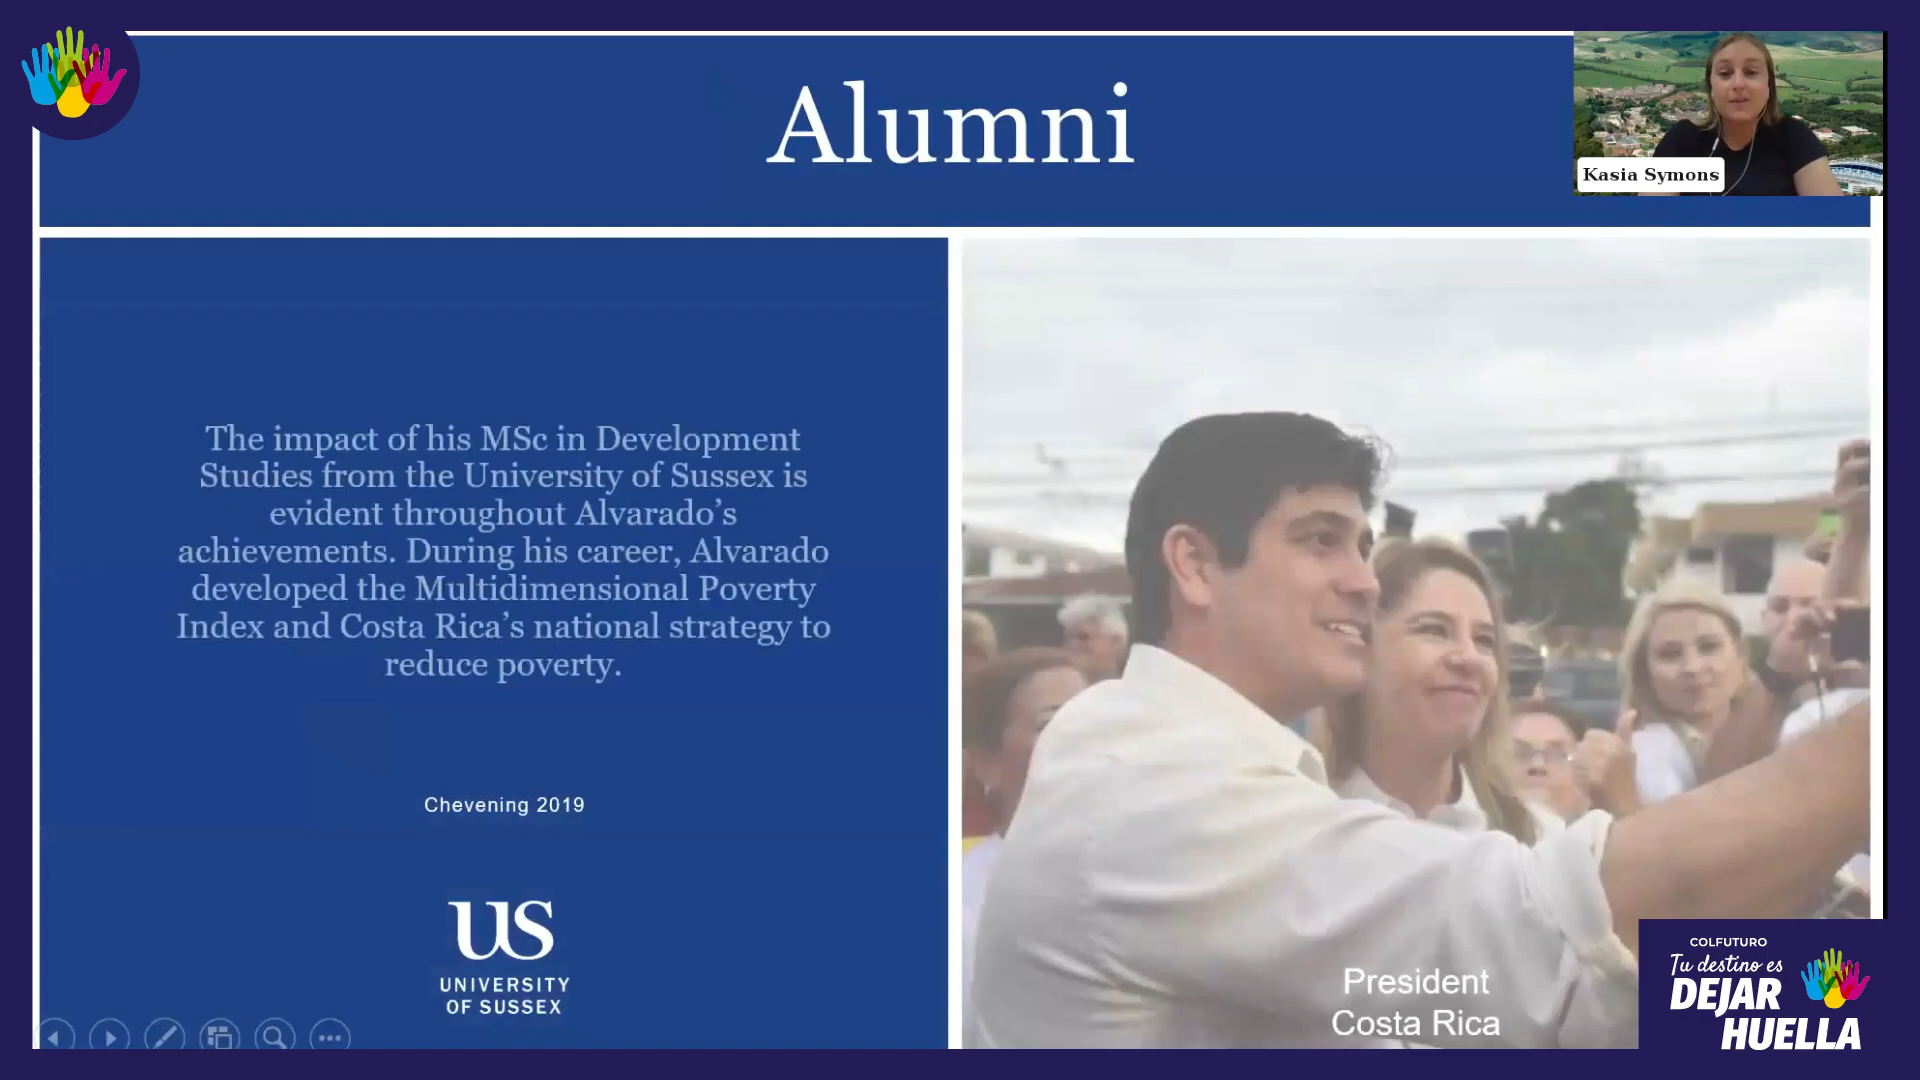 Alumni
Kasia Symons
The impact of his MSc in Development
Studies from the University of Sussex is
evident throughout Alvarado’s
achievements. During his career, Alvarado
developed the Multidimensional Poverty
Index and Costa Rica’s national strategy to
reduce poverty.
Chevening 2019
US
UNIVERSITY
OF SUSSEX
President
Costa Rica
COLFUTURO
Tu destino es
DEJAR
HUELLA